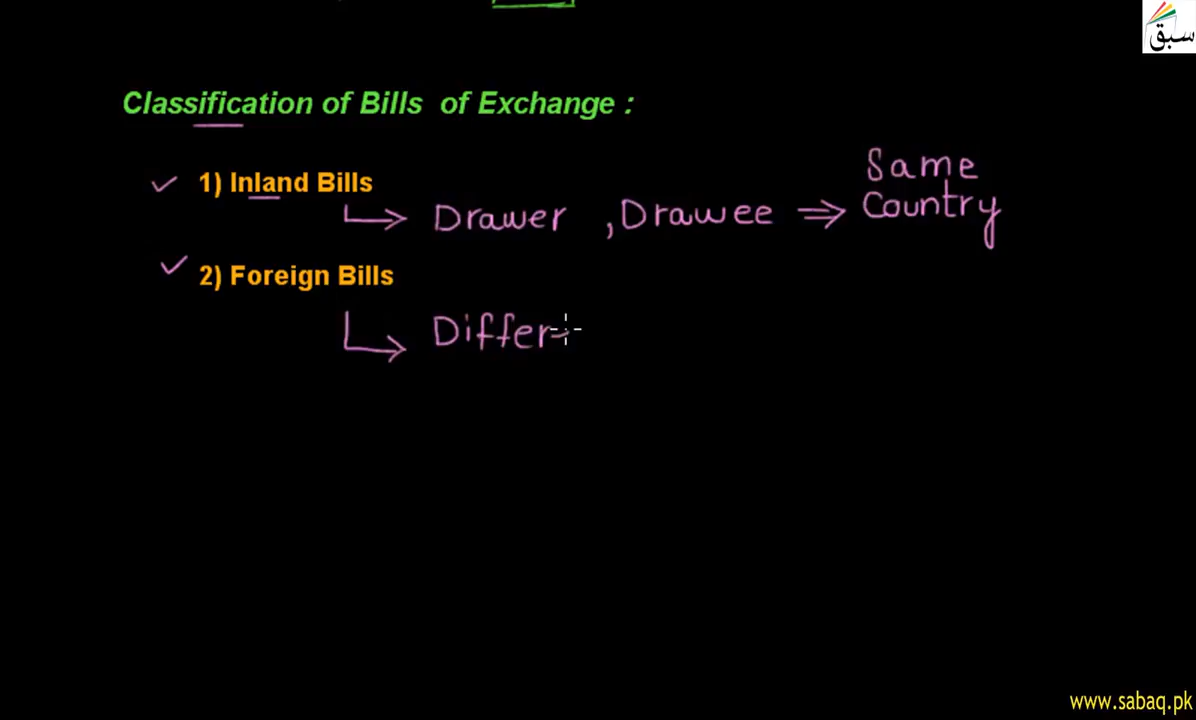 سبق
Classification of Bills of Exchange :
1) Inland Bills
Same
Drawer , Drawee ⇒ Country
2) Foreign Bills
Differ
www.sabaq.pk